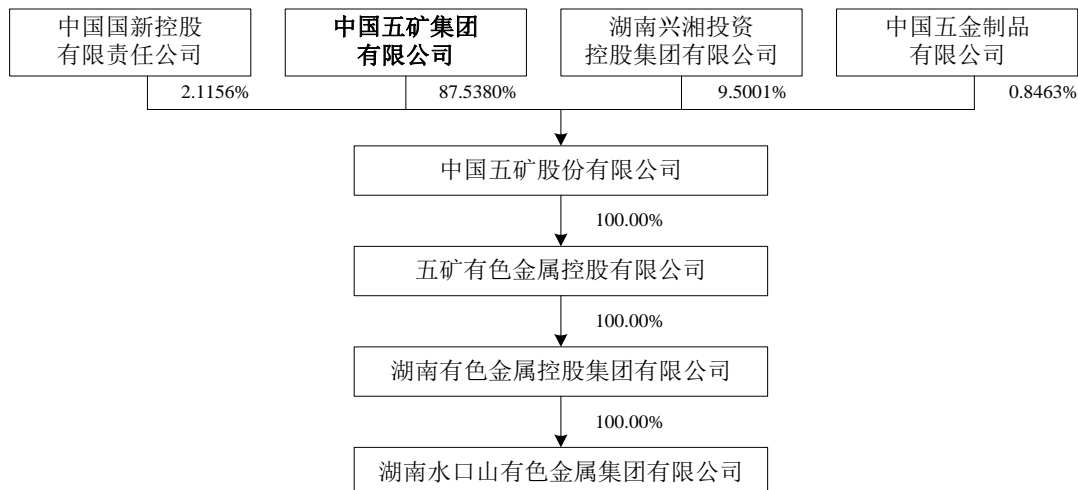 中国国新控股
有限责任公司
中国五矿集团
有限公司
湖南兴湘投资
控股集团有限公司
中国五金制品
有限公司
2.1156%
87.5380%
9.5001%
0.8463%
中国五矿股份有限公司
100.00%
五矿有色金属控股有限公司
100.00%
湖南有色金属控股集团有限公司
100.00%
湖南水口山有色金属集团有限公司